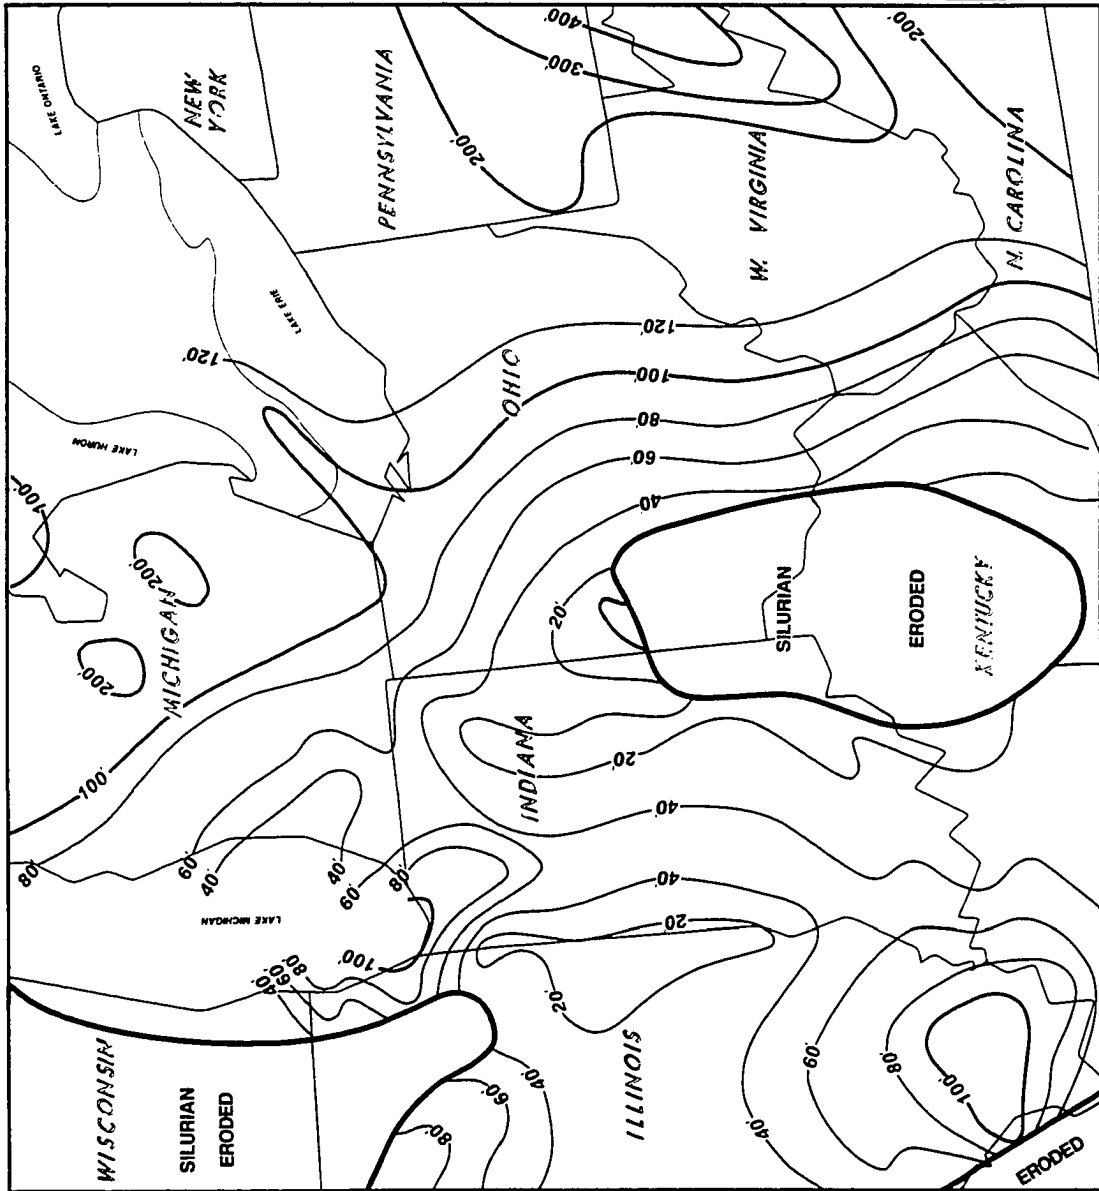 LAKE ONTARIO
NEW
YORK
PENNSYLVANIA
400'
300'
200'
200'
LAKE HURON
LAKE ERIE
120'
200'
W. VIRGINIA
N. CAROLINA
100'
200'
MICHIGAN
200'
OHIO
120'
100'
80'
60'
40'
20'
SILURIAN
ERODED
KENTUCKY
100'
80'
60'
40'
40'
60'
80'
LAKE MICHIGAN
INDIANA
20'
40'
40'
20'
20'
40'
60'
80'
100'
WISCONSIN
SILURIAN
ERODED
ILLINOIS
40'
60'
80'
40'
60'
80'
100'
ERODED